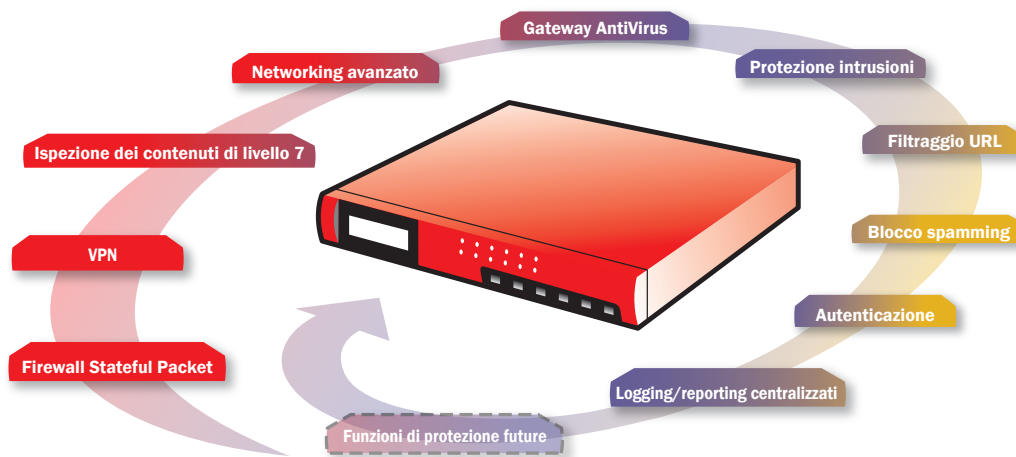 Gateway AntiVirus
Networking avanzato
Protezione intrusioni
Ispezione dei contenuti di livello 7
Filtraggio URL
VPN
Blocco spamming
Autenticazione
Firewall Stateful Packet
Logging/reporting centralizzati
Funzioni di protezione future